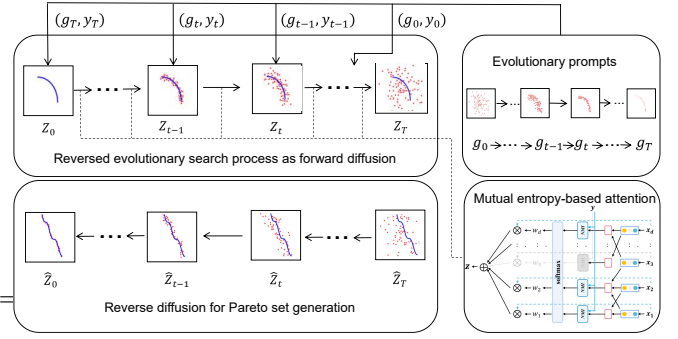 (g_T, y_T) (g_t, y_t) (g_{t-1}, y_{t-1}) (g_0, y_0)
Z_0 Z_{t-1} Z_t Z_T
Reversed evolutionary search process as forward diffusion
Evolutionary prompts
g_0 g_{t-1} g_t g_T
Ẑ_0 Ẑ_{t-1} Ẑ_t Ẑ_T
Reverse diffusion for Pareto set generation
Mutual entropy-based attention
y
w_d softmax x_d
x_3
z w_2 x_2
w_1 x_1